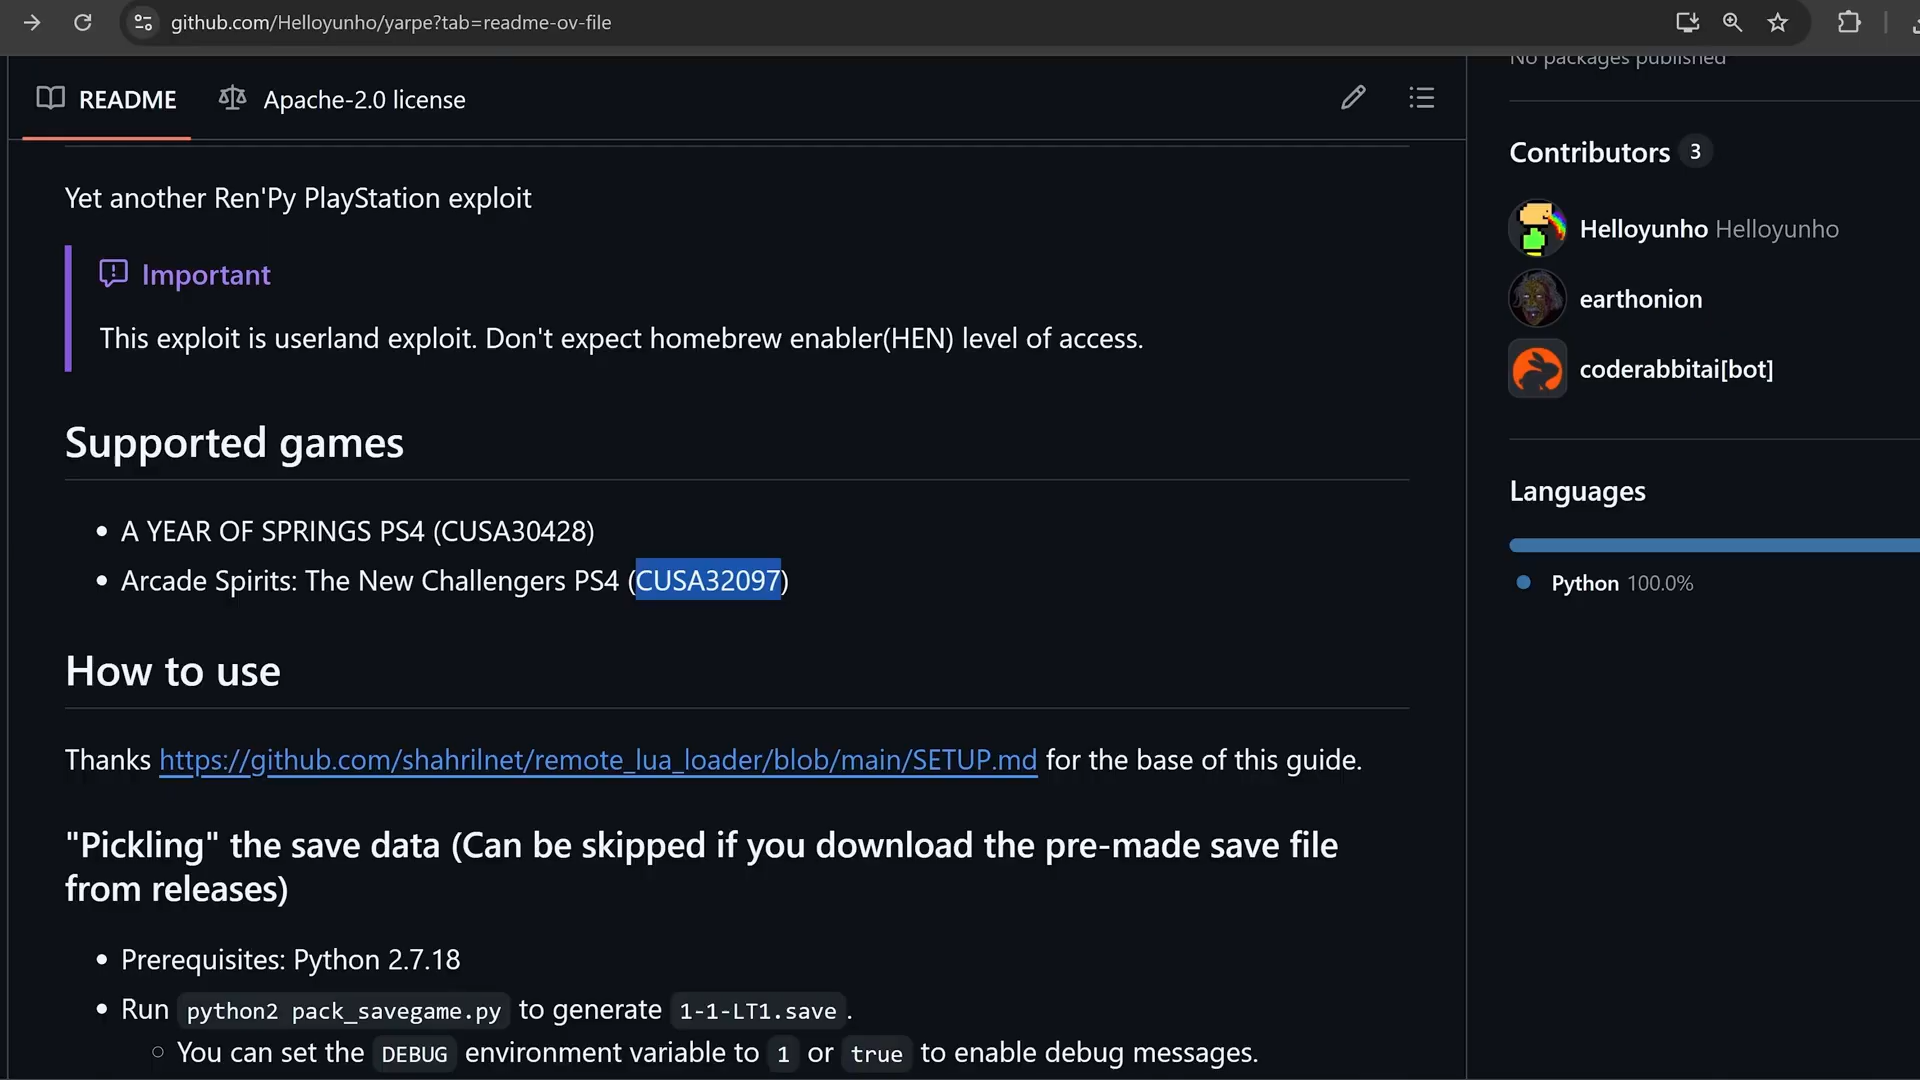 github.com/Helloyunho/yarpe?tab=readme-ov-file
README
Apache-2.0 license
No packages published
Yet another Ren'Py PlayStation exploit
Important
This exploit is userland exploit. Don't expect homebrew enabler(HEN) level of access.
Supported games
• A YEAR OF SPRINGS PS4 (CUSA30428)
• Arcade Spirits: The New Challengers PS4 (CUSA32097)
How to use
Thanks https://github.com/shahrilnet/remote_lua_loader/blob/main/SETUP.md for the base of this guide.
"Pickling" the save data (Can be skipped if you download the pre-made save file
from releases)
• Prerequisites: Python 2.7.18
• Run python2 pack_savegame.py to generate 1-1-LT1.save.
○ You can set the DEBUG environment variable to 1 or true to enable debug messages.
Contributors 3
Helloyunho Helloyunho
earthonion
coderabbitai[bot]
Languages
Python 100.0%